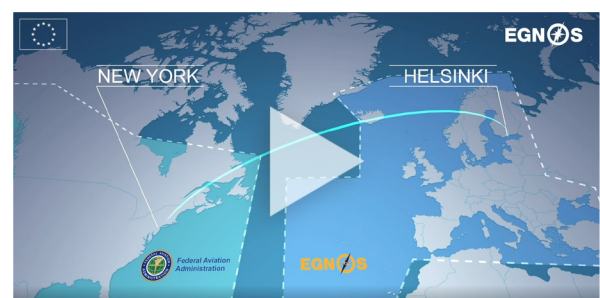 EGNOS
NEW YORK
HELSINKI
Federal Aviation
Administration
EGNOS